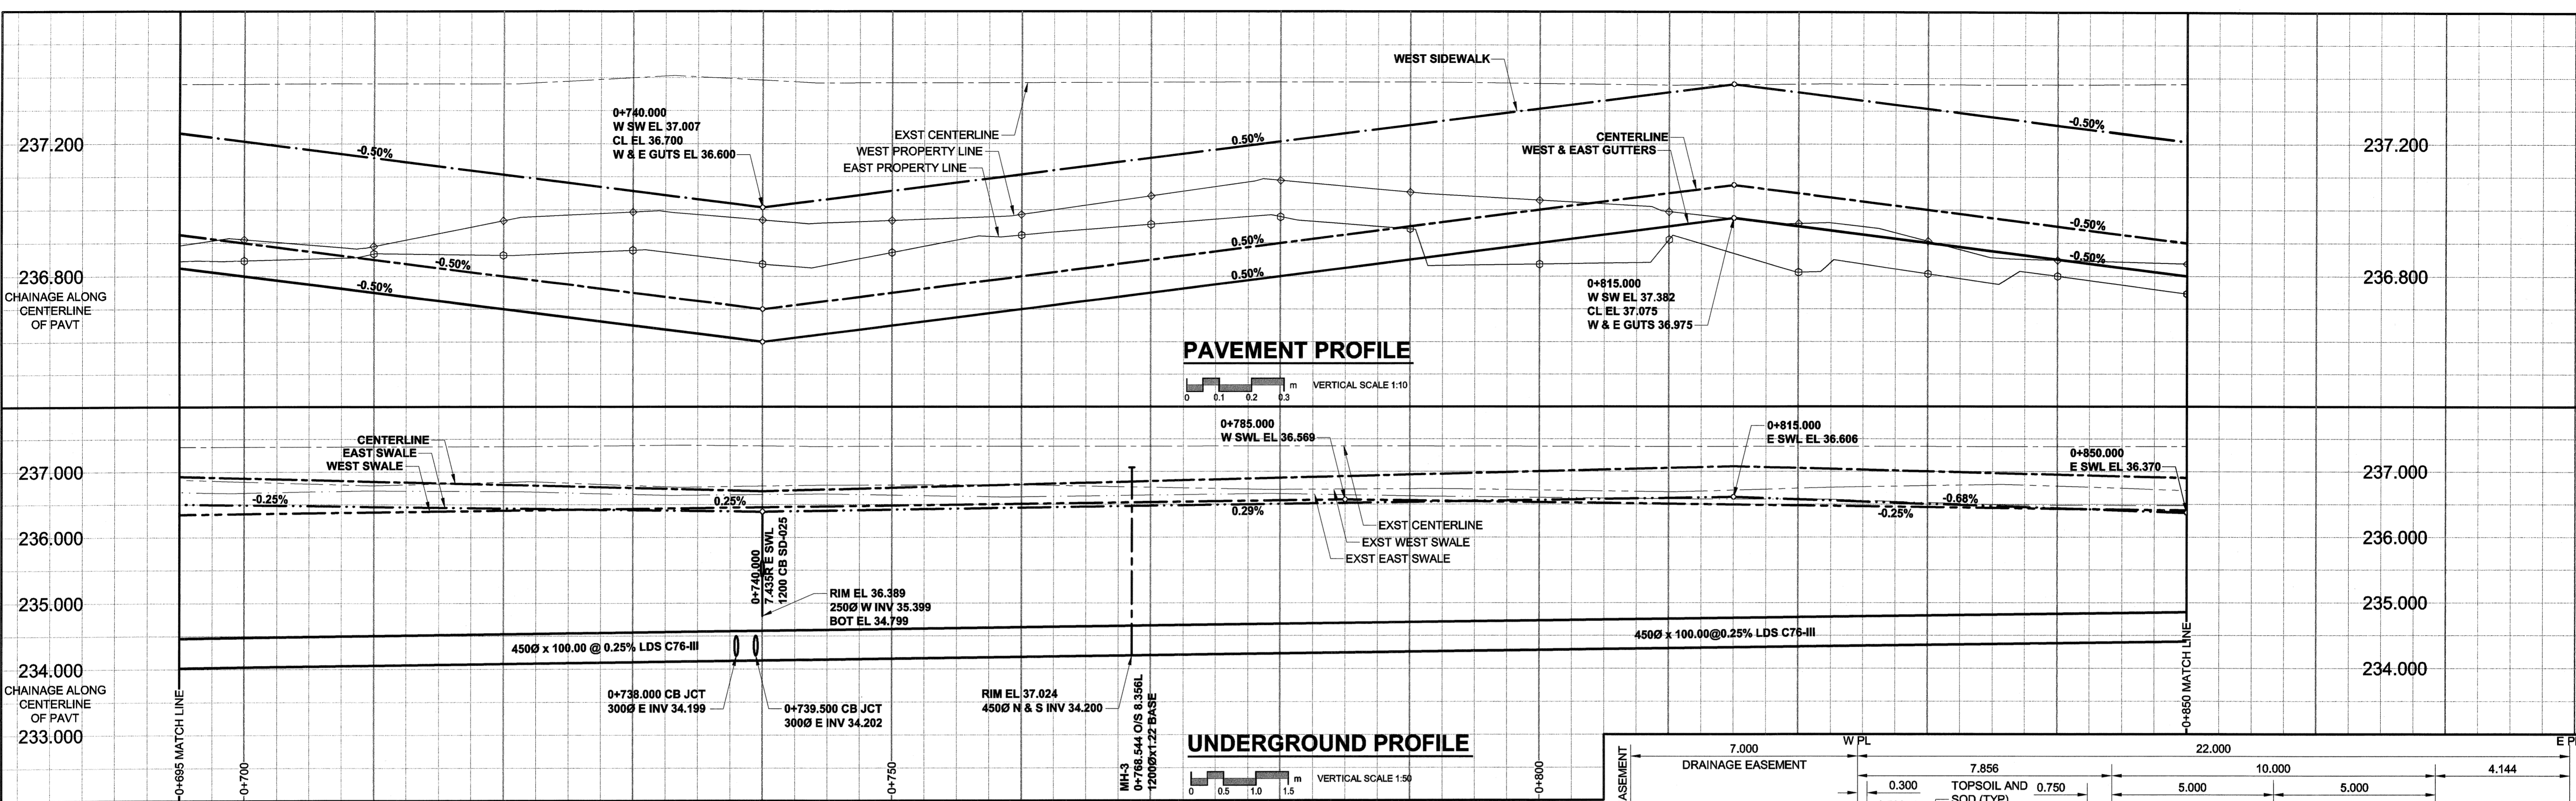 WEST SIDEWALK
0+740.000
W SW EL 37.007
CL EL 36.700
W & E GUTS EL 36.600
EXST CENTERLINE
WEST PROPERTY LINE
EAST PROPERTY LINE
CENTERLINE
WEST & EAST GUTTERS
237.200
237.200
-0.50%
0.50%
-0.50%
-0.50%
0.50%
-0.50%
-0.50%
0.50%
-0.50%
236.800
236.800
CHAINAGE ALONG
CENTERLINE
OF PAVT
0+815.000
W SW EL 37.382
CL EL 37.075
W & E GUTS 36.975
PAVEMENT PROFILE
m VERTICAL SCALE 1:10
0 0.1 0.2 0.3
CENTERLINE
EAST SWALE
WEST SWALE
0+785.000
W SWL EL 36.569
0+815.000
E SWL EL 36.606
0+850.000
E SWL EL 36.370
237.000
237.000
-0.25%
0.25%
0.29%
-0.68%
-0.25%
EXST CENTERLINE
EXST WEST SWALE
EXST EAST SWALE
236.000
236.000
0+740.000
7.435R E SWL
1200 CB SD-025
RIM EL 36.389
250Ø W INV 35.399
BOT EL 34.799
235.000
235.000
450Ø x 100.00 @ 0.25% LDS C76-III
450Ø x 100.00@0.25% LDS C76-III
234.000
234.000
CHAINAGE ALONG
CENTERLINE
OF PAVT
0+738.000 CB JCT
300Ø E INV 34.199
0+739.500 CB JCT
300Ø E INV 34.202
RIM EL 37.024
450Ø N & S INV 34.200
MH-3
0+768.544 O/S 8.356L
1200Øx1.22 BASE
233.000
0+695 MATCH LINE
0+700
0+750
0+800
0+850 MATCH LINE
UNDERGROUND PROFILE
m VERTICAL SCALE 1:50
0 0.5 1.0 1.5
W PL
7.000
22.000
DRAINAGE EASEMENT
7.856
10.000
4.144
0.300
TOPSOIL AND
SOD (TYP)
0.750
5.000
5.000